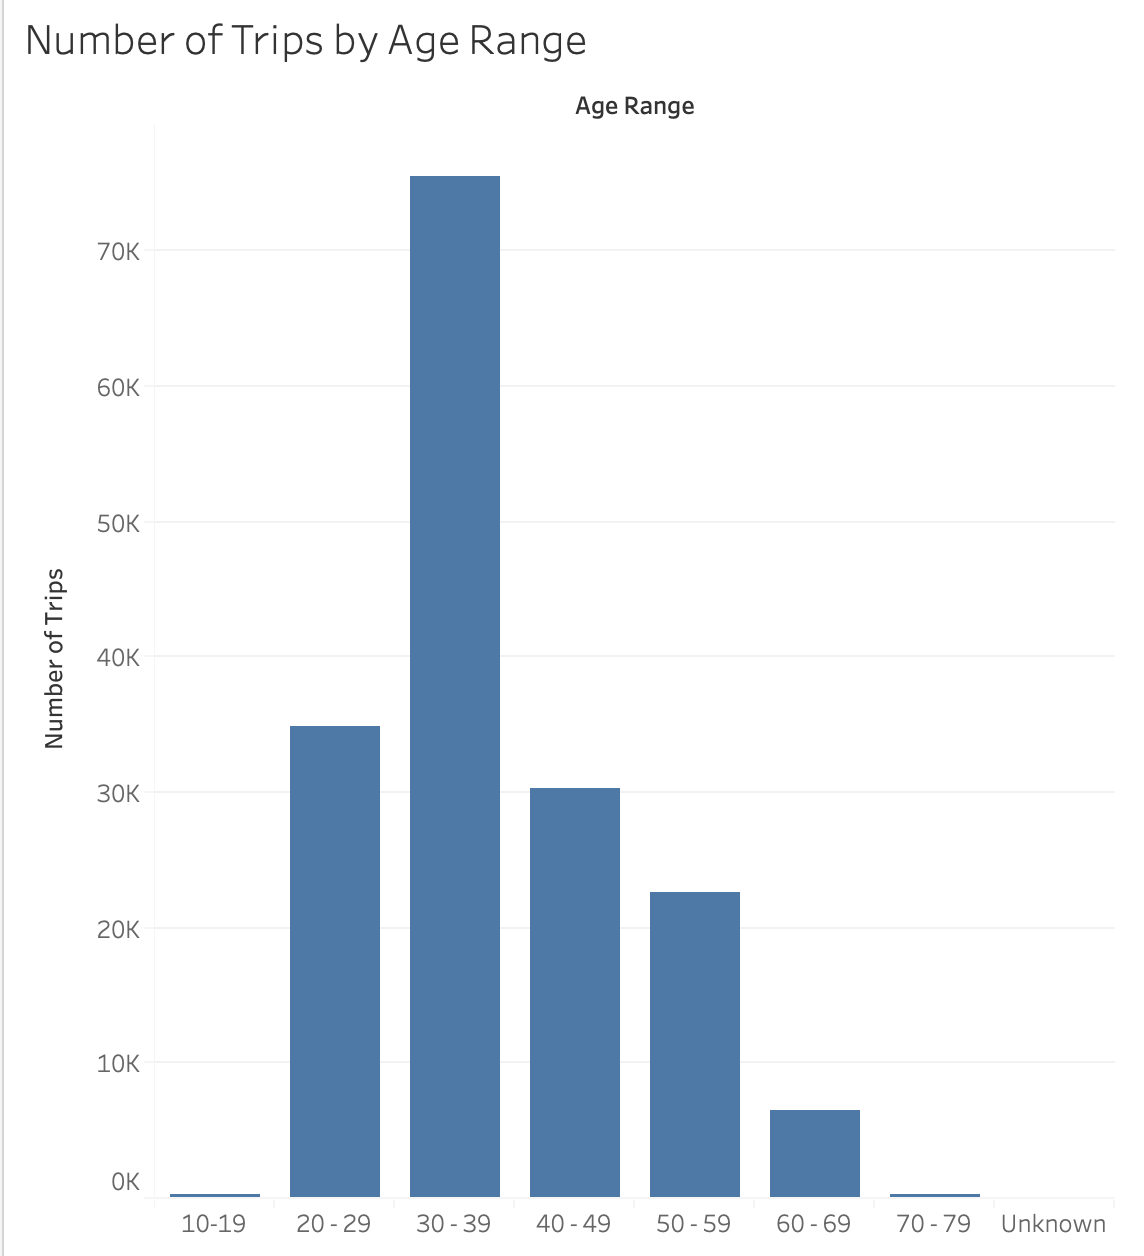 Number of Trips by Age Range
Age Range
70K
60K
50K
40K
30K
20K
10K
0K
Number of Trips
10-19 20 - 29 30 - 39 40 - 49 50 - 59 60 - 69 70 - 79 Unknown